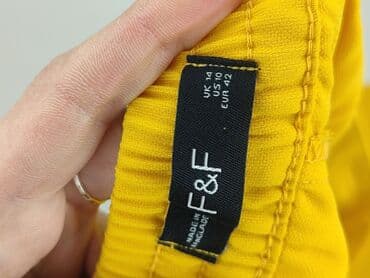 UK 14
US 10
EUR 42
F&F
MADE IN
BANGLADESH